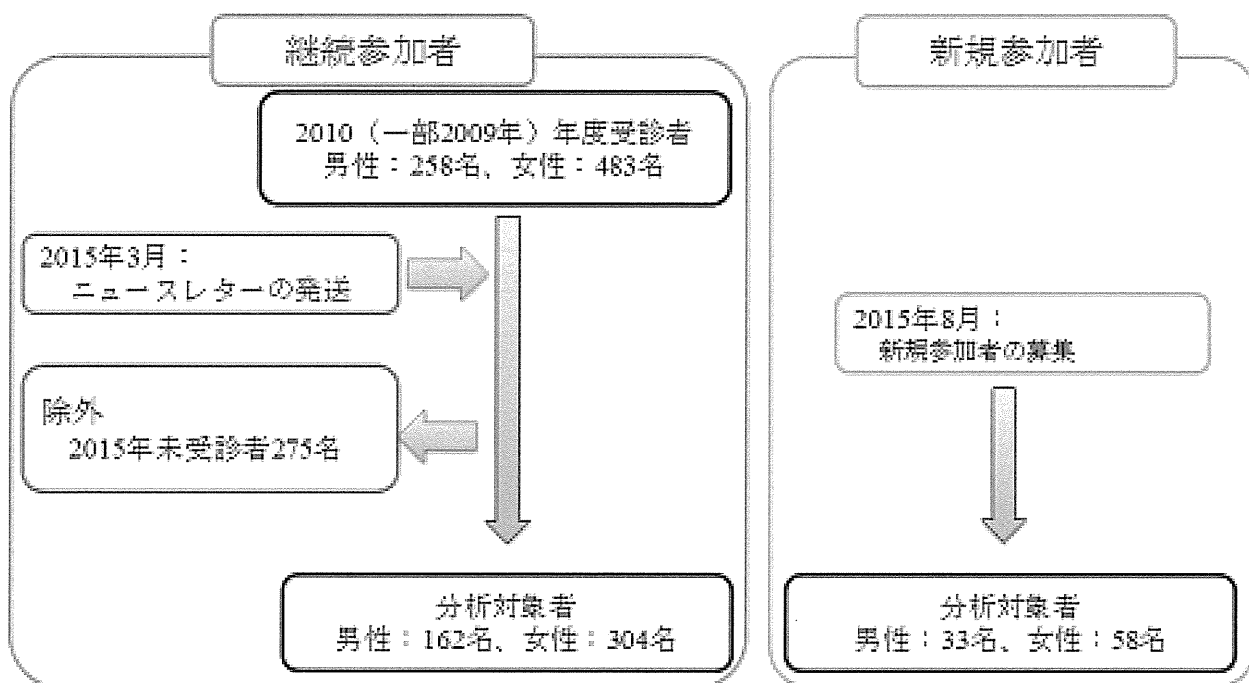 継続参加者
2010（一部2009年）年度受診者
男性：258名、女性：483名
2015年3月：
ニュースレターの発送
除外
2015年未受診者275名
分析対象者
男性：162名、女性：304名
新規参加者
2015年8月：
新規参加者の募集
分析対象者
男性：33名、女性：58名